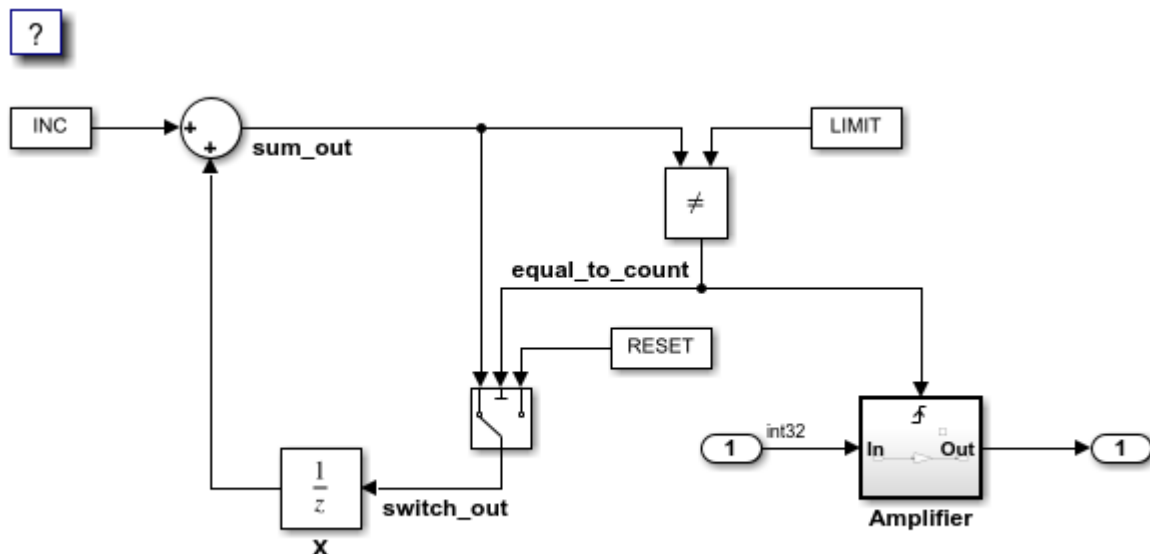 ?
INC
+
+
sum_out
LIMIT
≠
equal_to_count
RESET
1
z
switch_out
x
1
int32
In
Out
1
Amplifier